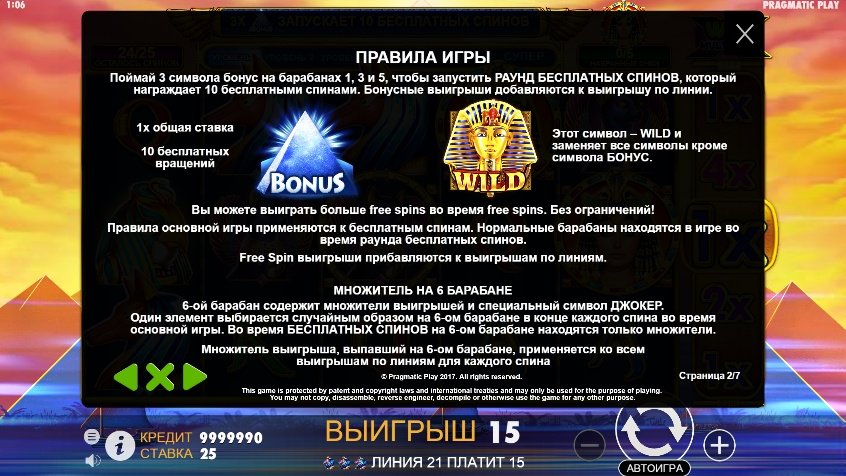 1:06
PRAGMATIC PLAY
3X ЗАПУСКАЕТ 10 БЕСПЛАТНЫХ СПИНОВ
24/25
ПРАВИЛА ИГРЫ
Поймай 3 символа бонус на барабанах 1, 3 и 5, чтобы запустить РАУНД БЕСПЛАТНЫХ СПИНОВ, который
награждает 10 бесплатными спинами. Бонусные выигрыши добавляются к выигрышу по линии.
1x общая ставка
10 бесплатных
вращений
BONUS
WILD
Этот символ – WILD и
заменяет все символы кроме
символа БОНУС.
Вы можете выиграть больше free spins во время free spins. Без ограничений!
Правила основной игры применяются к бесплатным спинам. Нормальные барабаны находятся в игре во
время раунда бесплатных спинов.
Free Spin выигрыши прибавляются к выигрышам по линиям.
МНОЖИТЕЛЬ НА 6 БАРАБАНЕ
6-ой барабан содержит множители выигрышей и специальный символ ДЖОКЕР.
Один элемент выбирается случайным образом на 6-ом барабане в конце каждого спина во время
основной игры. Во время БЕСПЛАТНЫХ СПИНОВ на 6-ом барабане находятся только множители.
Множитель выигрыша, выпавший на 6-ом барабане, применяется ко всем
выигрышам по линиям для каждого спина
© Pragmatic Play 2017. All rights reserved.
Страница 2/7
This game is protected by patent and copyright laws and international treaties and may only be used for the purpose of playing.
You may not copy, disassemble, reverse engineer, decompile or otherwise use the game for any other purpose.
КРЕДИТ 9999990
СТАВКА 25
ВЫИГРЫШ 15
ЛИНИЯ 21 ПЛАТИТ 15
АВТОИГРА